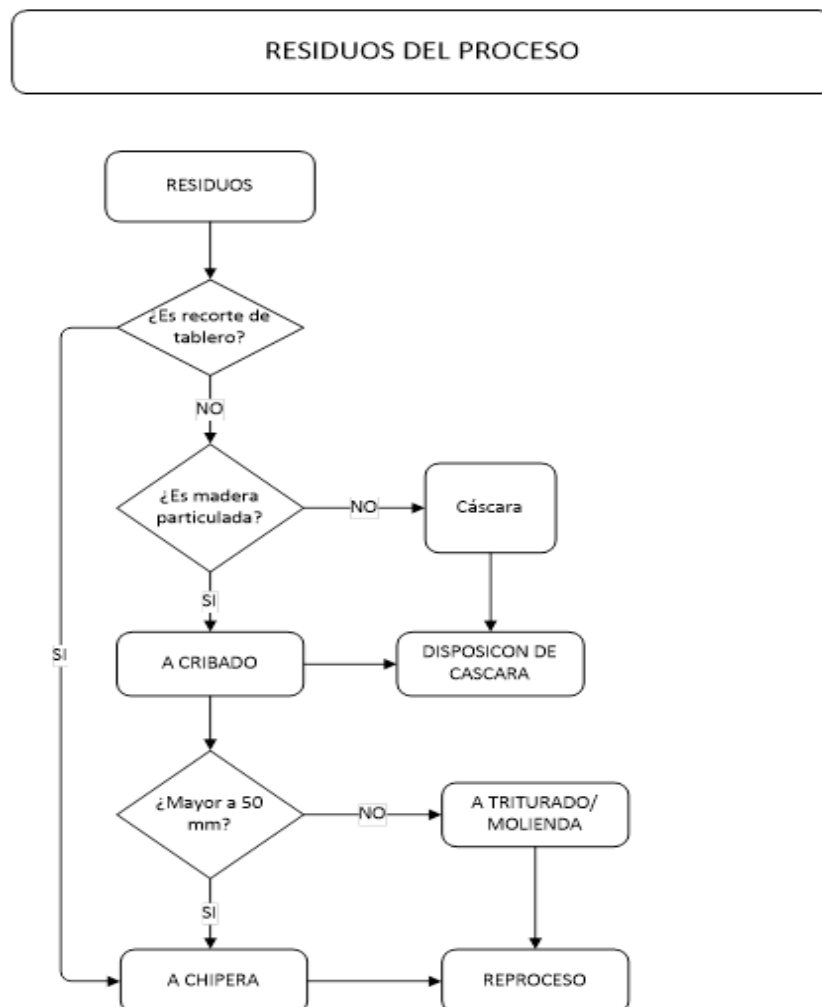 RESIDUOS DEL PROCESO
RESIDUOS
¿Es recorte de
tablero?
NO
¿Es madera
particulada?
NO
Cáscara
SI
SI
A CRIBADO
DISPOSICON DE
CASCARA
¿Mayor a 50
mm?
NO
A TRITURADO/
MOLIENDA
SI
A CHIPERA
REPROCESO